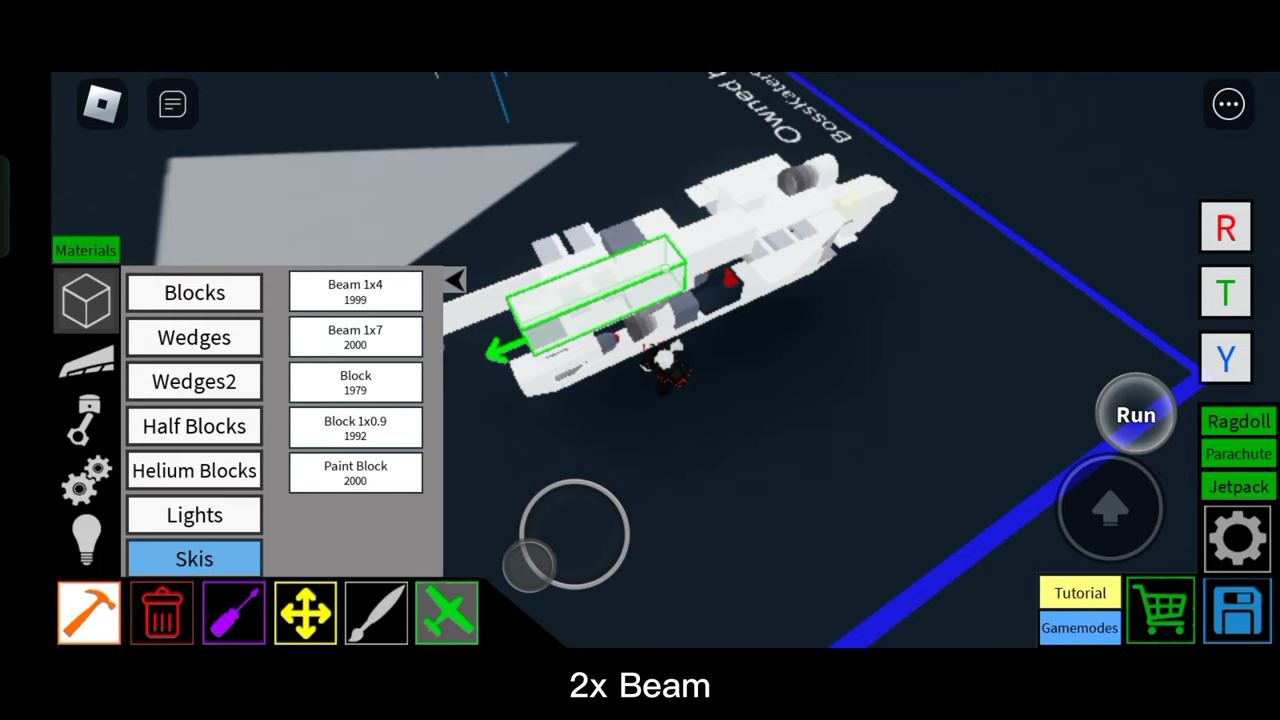 Owned
Bosskater
Materials
Blocks
Wedges
Wedges2
Half Blocks
Helium Blocks
Lights
Skis
Beam 1x4
1999
Beam 1x7
2000
Block
1979
Block 1x0.9
1992
Paint Block
2000
R
T
Y
Run
Ragdoll
Parachute
Jetpack
Tutorial
Gamemodes
2x Beam